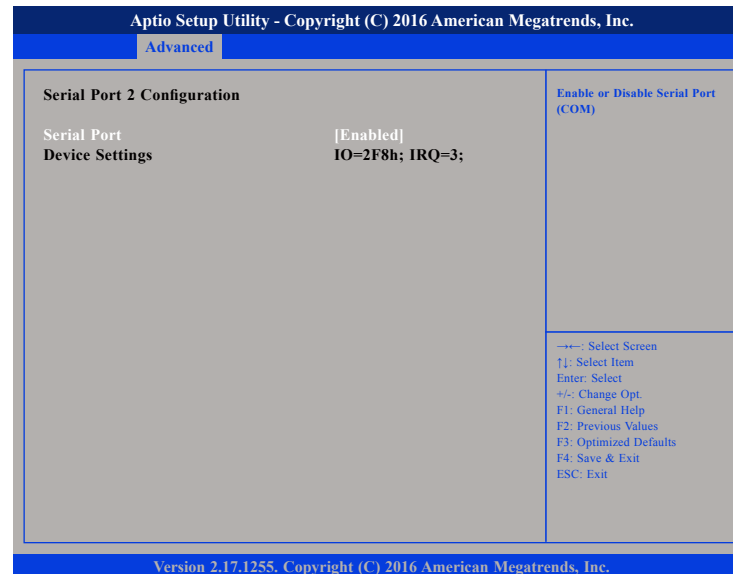 Aptio Setup Utility - Copyright (C) 2016 American Megatrends, Inc.
Advanced
Serial Port 2 Configuration
Serial Port [Enabled]
Device Settings IO=2F8h; IRQ=3;
Enable or Disable Serial Port
(COM)
→←: Select Screen
↑↓: Select Item
Enter: Select
+/-: Change Opt.
F1: General Help
F2: Previous Values
F3: Optimized Defaults
F4: Save & Exit
ESC: Exit
Version 2.17.1255. Copyright (C) 2016 American Megatrends, Inc.